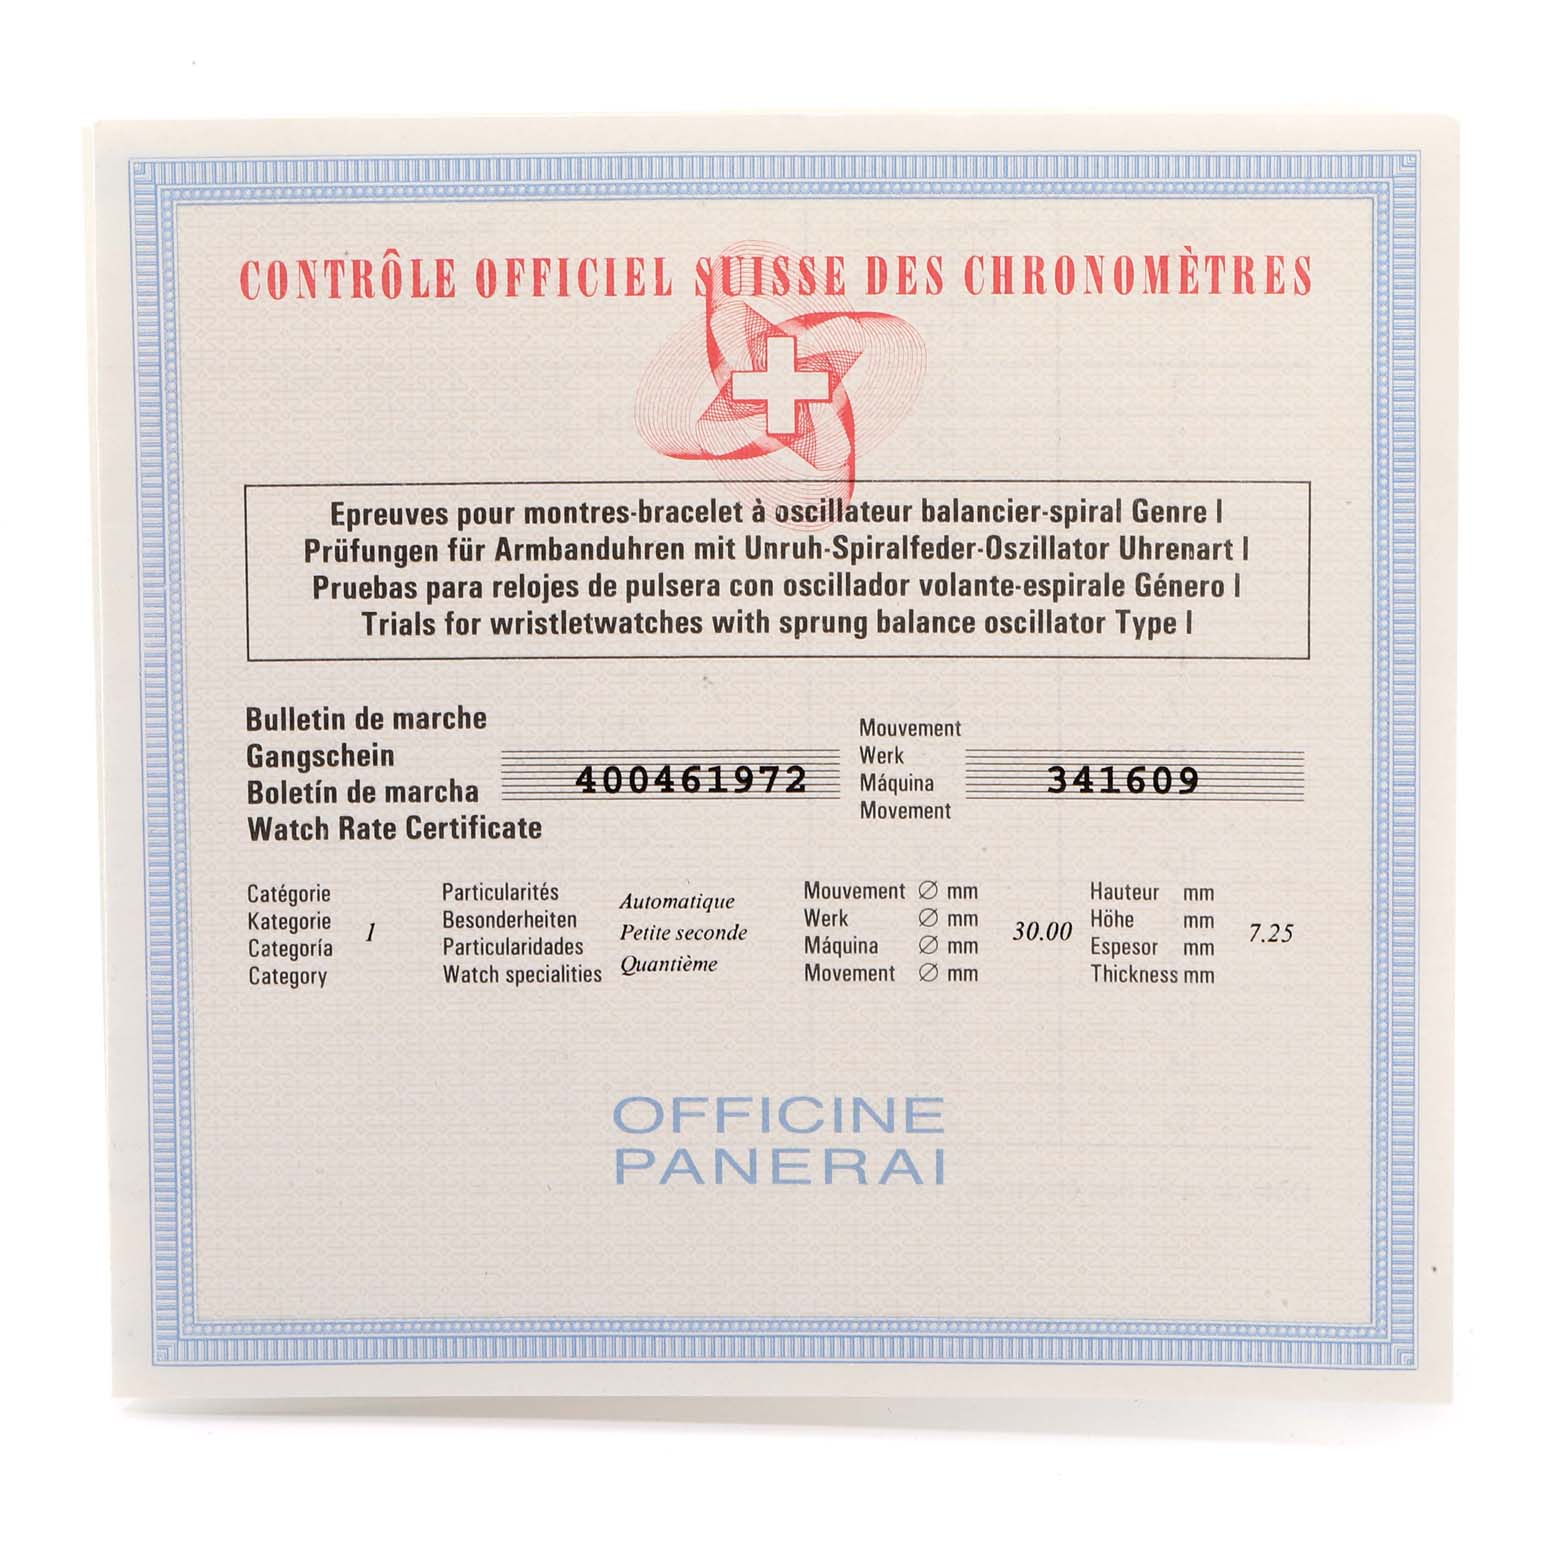 CONTRÔLE OFFICIEL SUISSE DES CHRONOMÈTRES
Epreuves pour montres-bracelet à oscillateur balancier-spiral Genre I
Prüfungen für Armbanduhren mit Unruh-Spiralfeder-Oszillator Uhrenart I
Pruebas para relojes de pulsera con oscillador volante-espirale Género I
Trials for wristletwatches with sprung balance oscillator Type I
Bulletin de marche
Gangschein
Boletín de marcha
Watch Rate Certificate
400461972
Mouvement
Werk
Máquina
Movement
341609
Catégorie
Kategorie
Categoría
Category
1
Particularités
Besonderheiten
Particularidades
Watch specialities
Automatique
Petite seconde
Quantième
Mouvement ∅ mm
Werk ∅ mm
Máquina ∅ mm
Movement ∅ mm
30.00
Hauteur mm
Höhe mm
Espesor mm
Thickness mm
7.25
OFFICINE
PANERAI